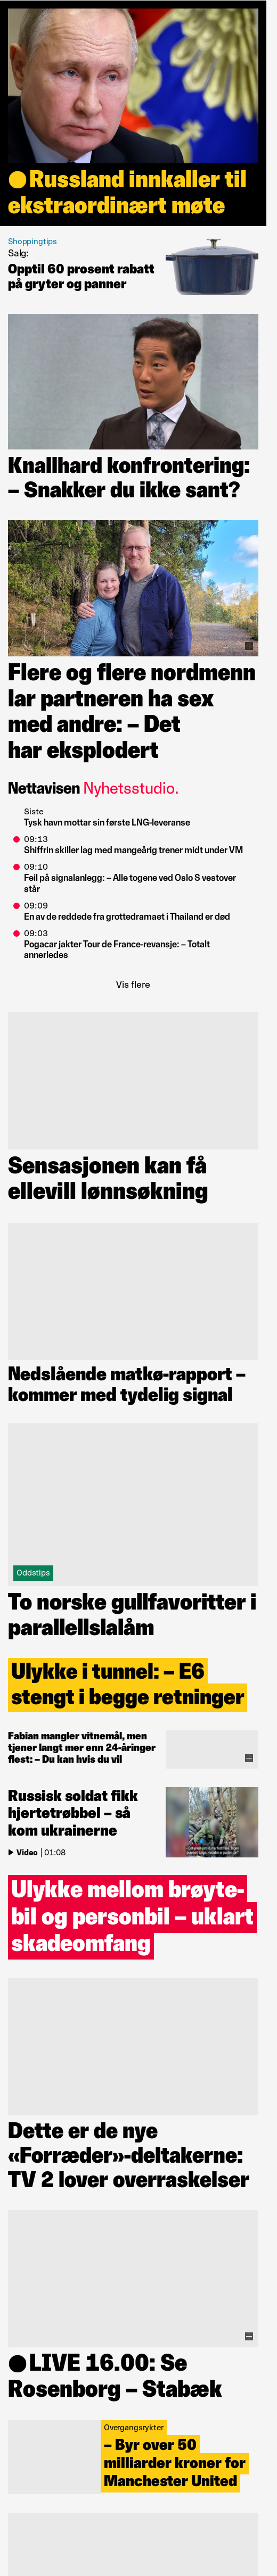 Russland innkaller til
ekstraordinært møte
Shoppingtips
Salg:
Opptil 60 prosent rabatt
på gryter og panner
Knallhard konfrontering:
– Snakker du ikke sant?
Flere og flere nordmenn
lar partneren ha sex
med andre: – Det
har eksplodert
Nettavisen Nyhetsstudio.
Siste
Tysk havn mottar sin første LNG-leveranse
09:13
Shiffrin skiller lag med mangeårig trener midt under VM
09:10
Feil på signalanlegg: – Alle togene ved Oslo S vestover
står
09:09
En av de reddede fra grottedramaet i Thailand er død
09:03
Pogacar jakter Tour de France-revansje: – Totalt
annerledes
Vis flere
Sensasjonen kan få
ellevill lønnsøkning
Nedslående matkø-rapport –
kommer med tydelig signal
Oddstips
To norske gullfavoritter i
parallellslalåm
Ulykke i tunnel: – E6
stengt i begge retninger
Fabian mangler vitnemål, men
tjener langt mer enn 24-åringer
flest: – Du kan hvis du vil
Russisk soldat fikk
hjertetrøbbel – så
kom ukrainerne
Video | 01:08
Ulykke mellom brøyte-
bil og personbil – uklart
skadeomfang
Dette er de nye
«Forræder»-deltakerne:
TV 2 lover overraskelser
LIVE 16.00: Se
Rosenborg – Stabæk
Overgangsrykter
– Byr over 50
milliarder kroner for
Manchester United